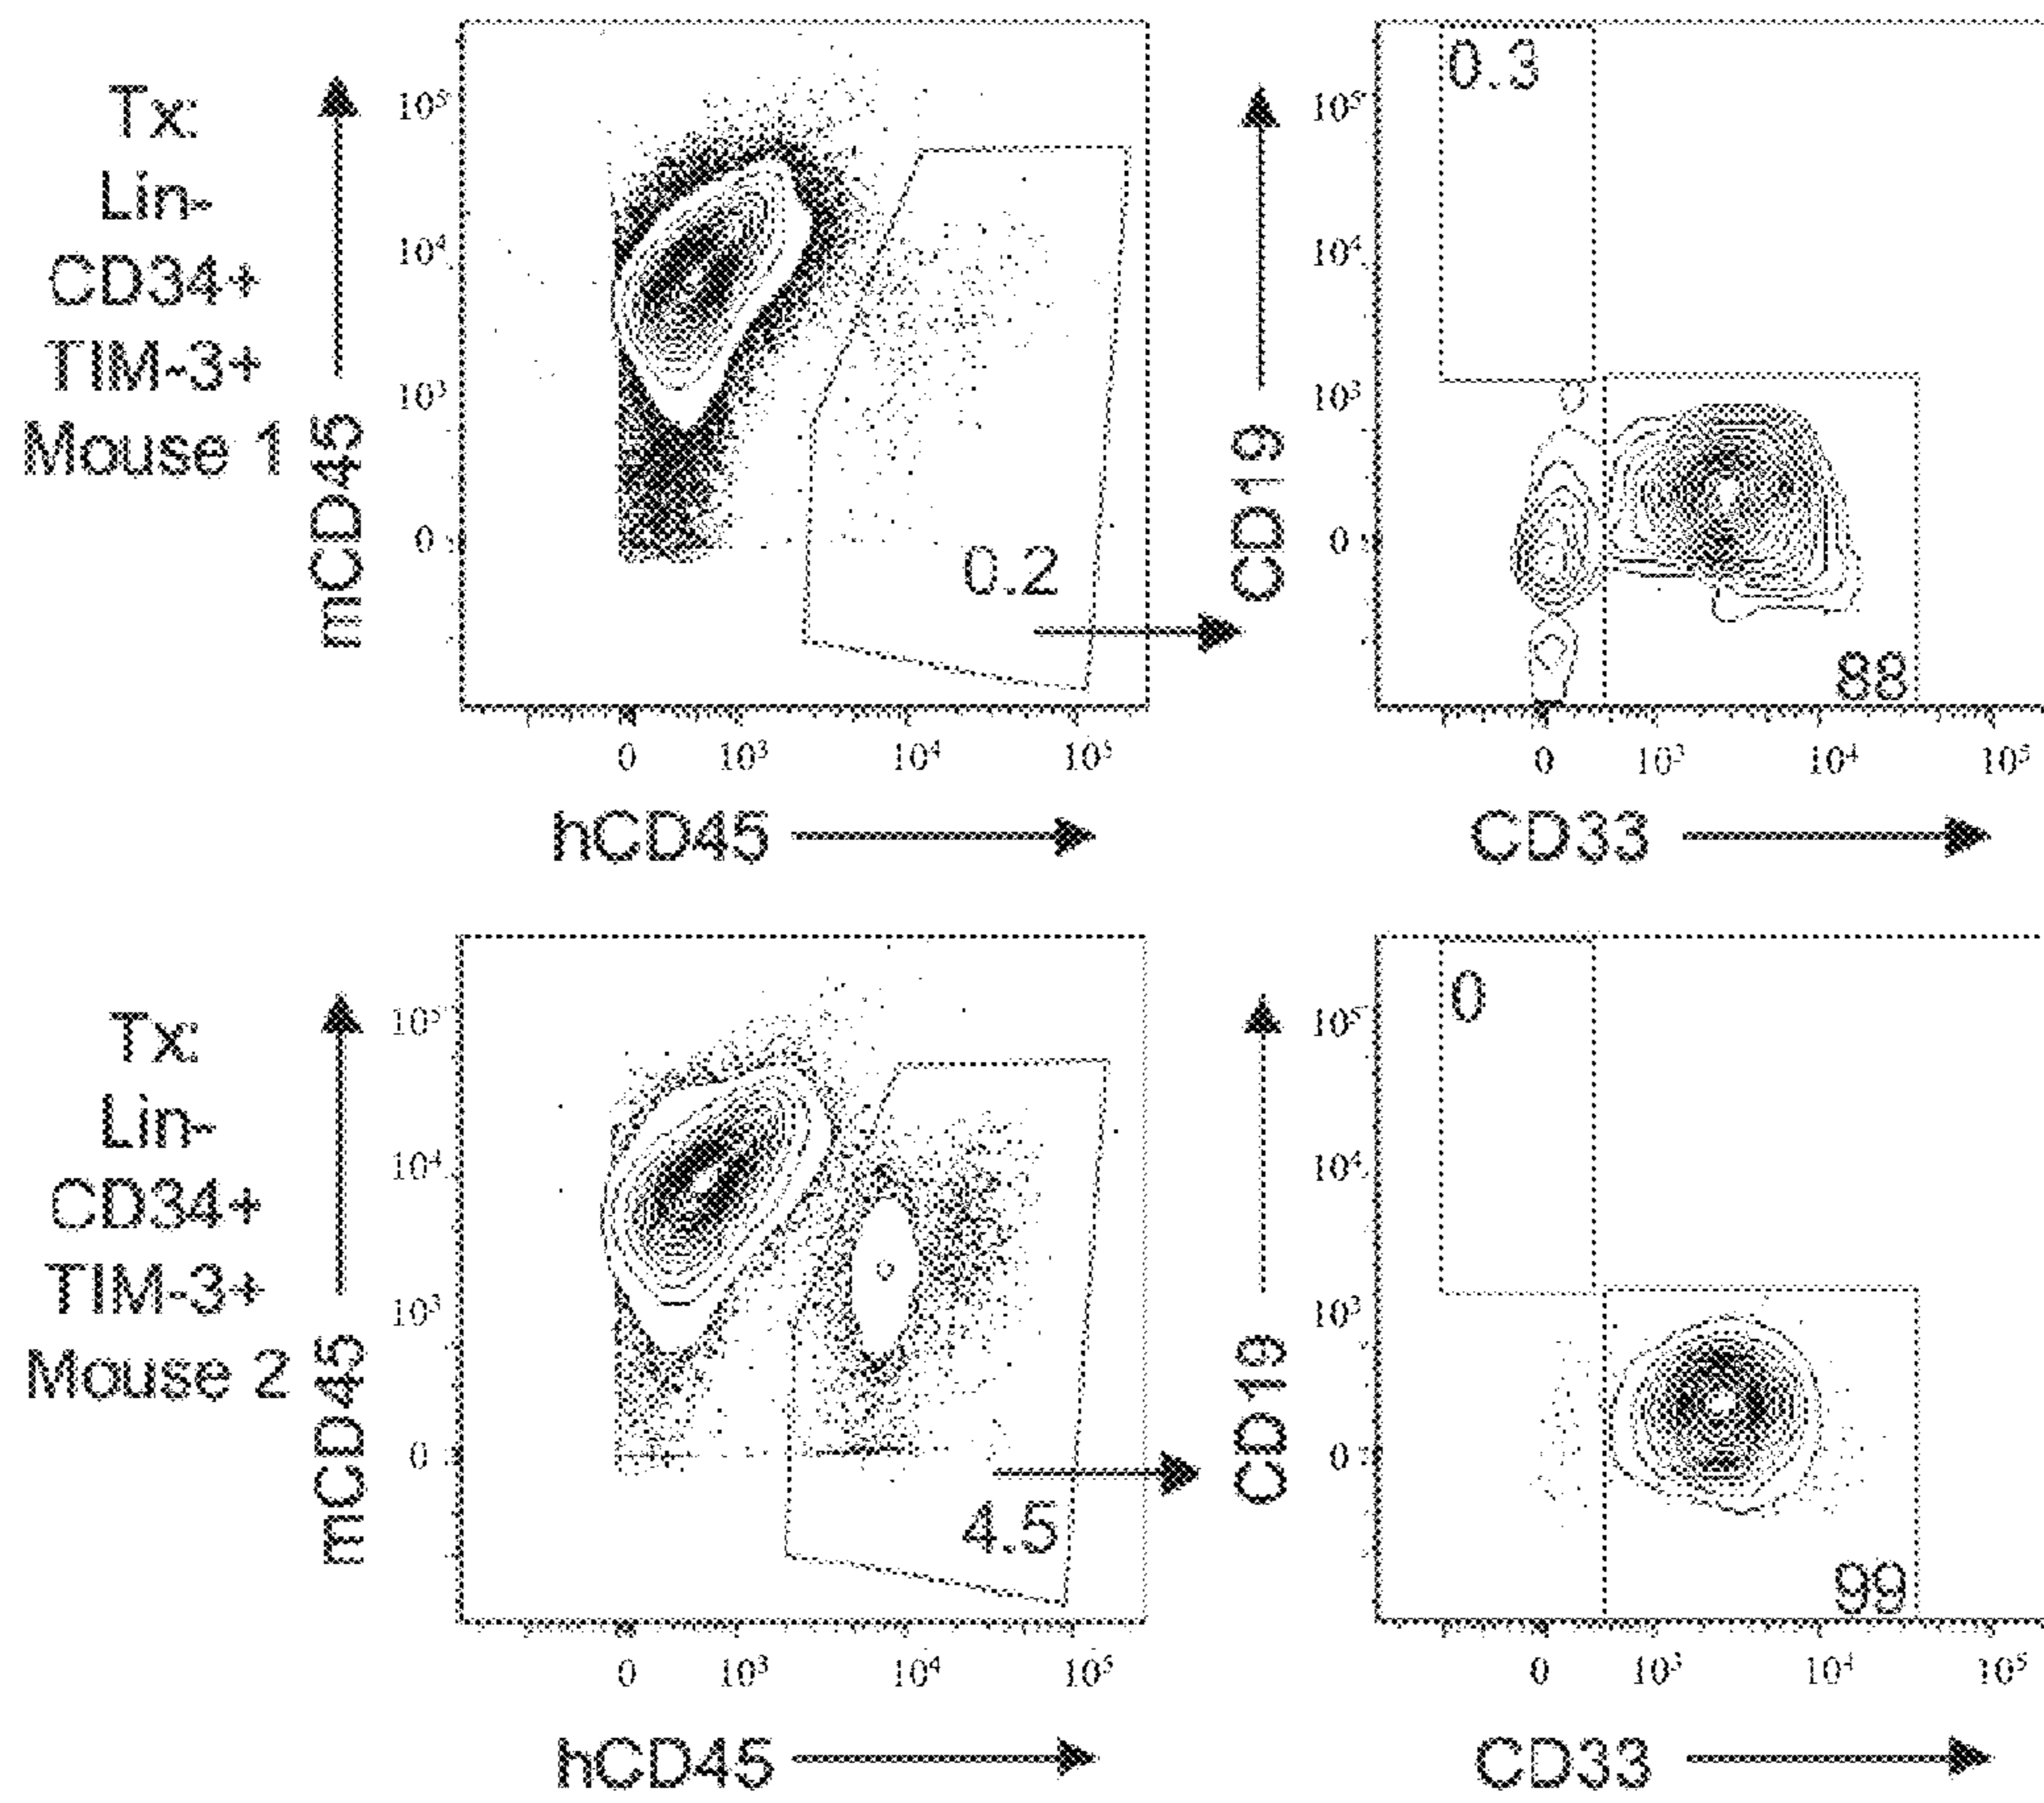 Tx:
Lin-
CD34+
TIM-3+
Mouse 1
mCD45
10⁵
10⁴
10³
0
0.2
0
10³
10⁴
10⁵
hCD45
CD19
10⁵
10⁴
10³
0
0.3
88
0
10³
10⁴
10⁵
CD33
Tx:
Lin-
CD34+
TIM-3+
Mouse 2
mCD45
10⁵
10⁴
10³
0
4.5
0
10³
10⁴
10⁵
hCD45
CD19
10⁵
10⁴
10³
0
0
99
0
10³
10⁴
10⁵
CD33